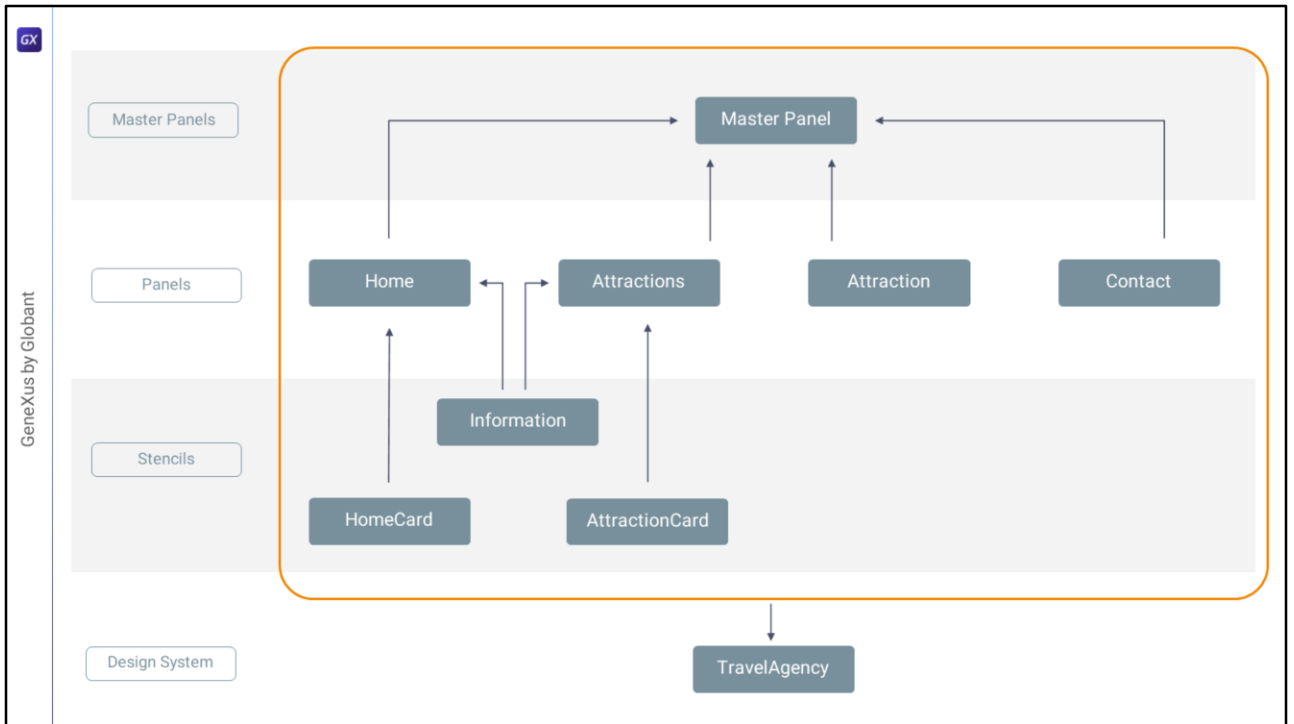 GX
GeneXus by Globant
Master Panels
Master Panel
Panels
Home
Attractions
Attraction
Contact
Stencils
Information
HomeCard
AttractionCard
Design System
TravelAgency